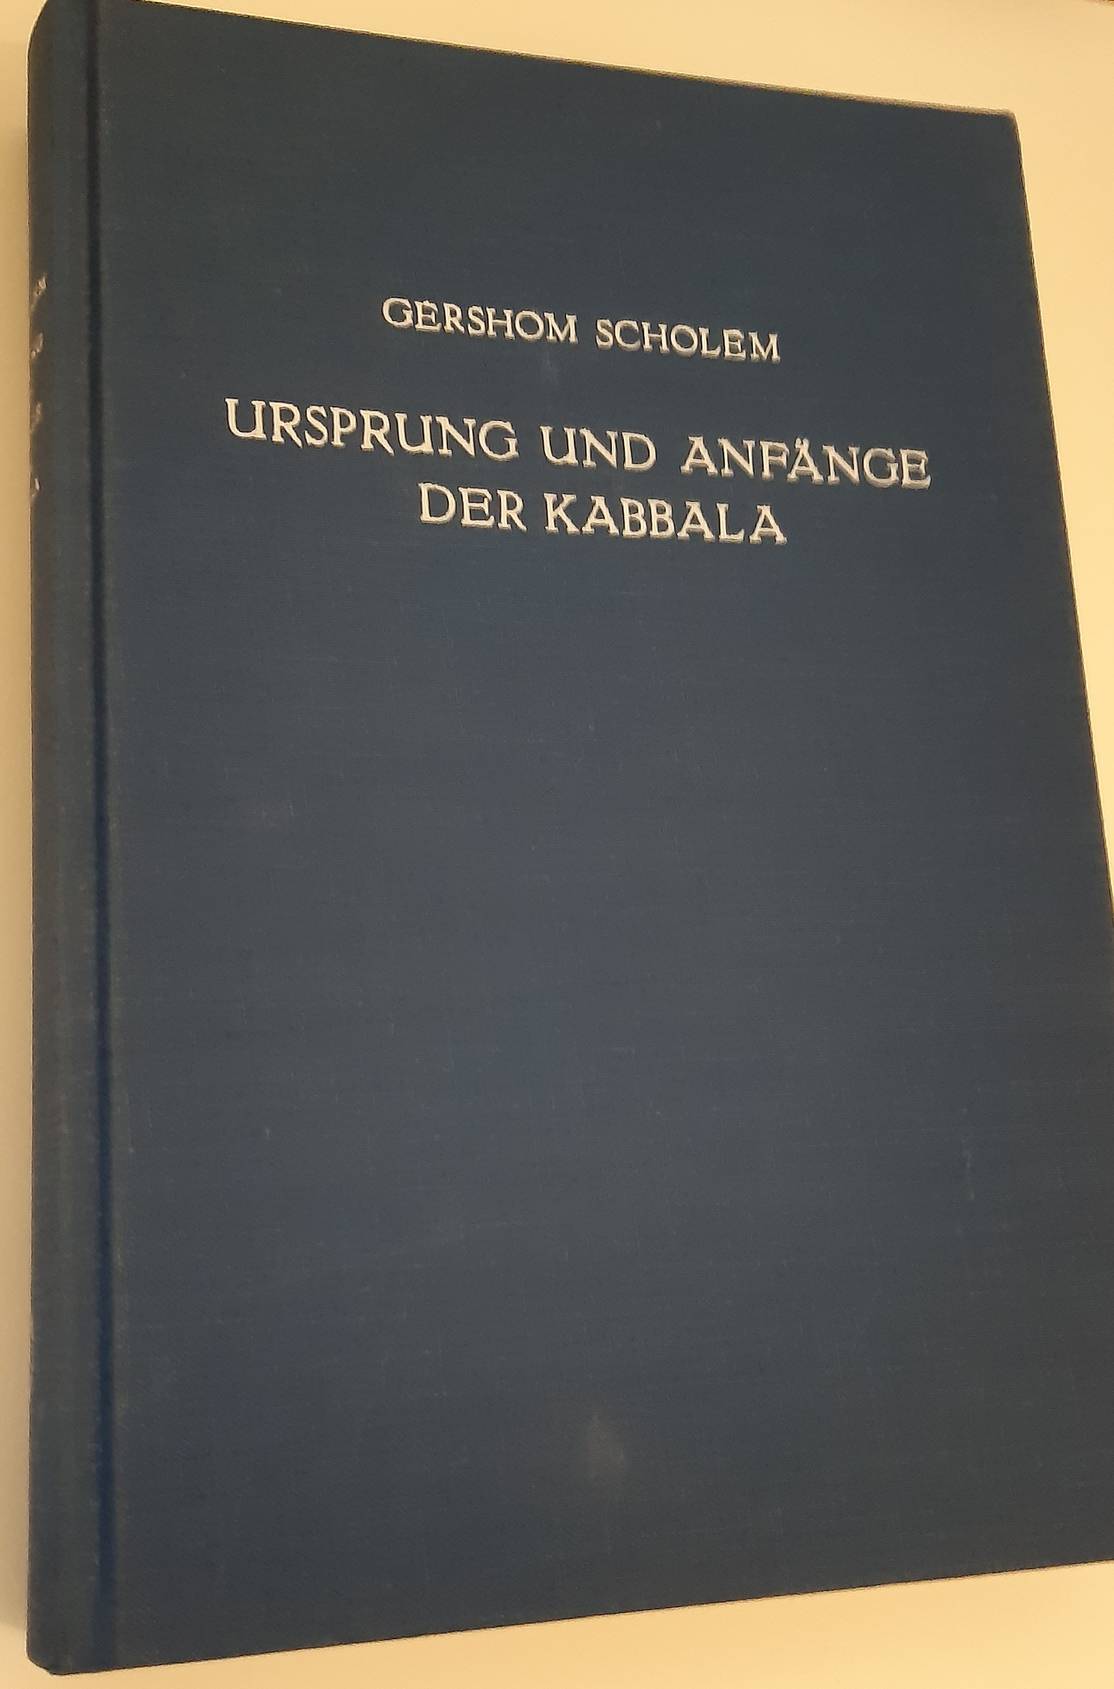 GERSHOM SCHOLEM
URSPRUNG UND ANFÄNGE
DER KABBALA